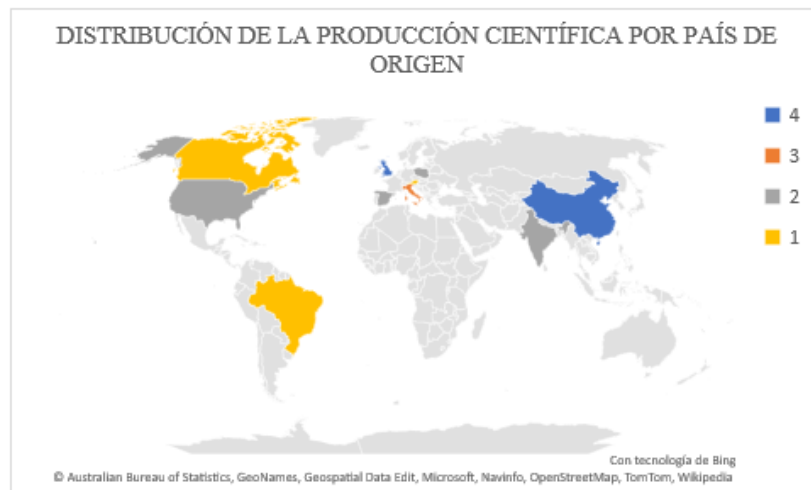 DISTRIBUCIÓN DE LA PRODUCCIÓN CIENTÍFICA POR PAÍS DE
ORIGEN
4
3
2
1
Con tecnología de Bing
© Australian Bureau of Statistics, GeoNames, Geospatial Data Edit, Microsoft, Navinfo, OpenStreetMap, TomTom, Wikipedia